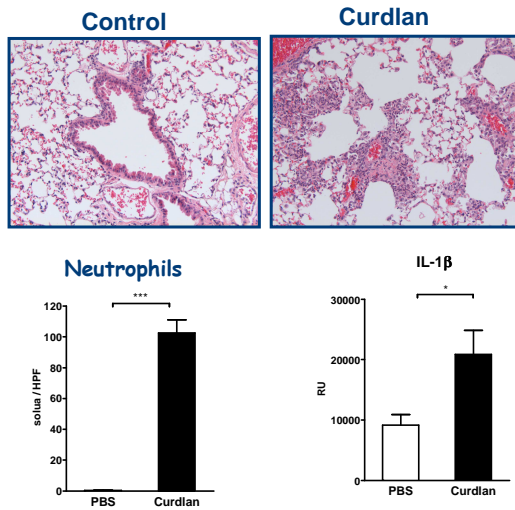 Control
Curdlan
Neutrophils
***
120
100
80
60
40
20
0
solua / HPF
PBS
Curdlan
IL-1β
*
30000
20000
10000
0
RU
PBS
Curdlan